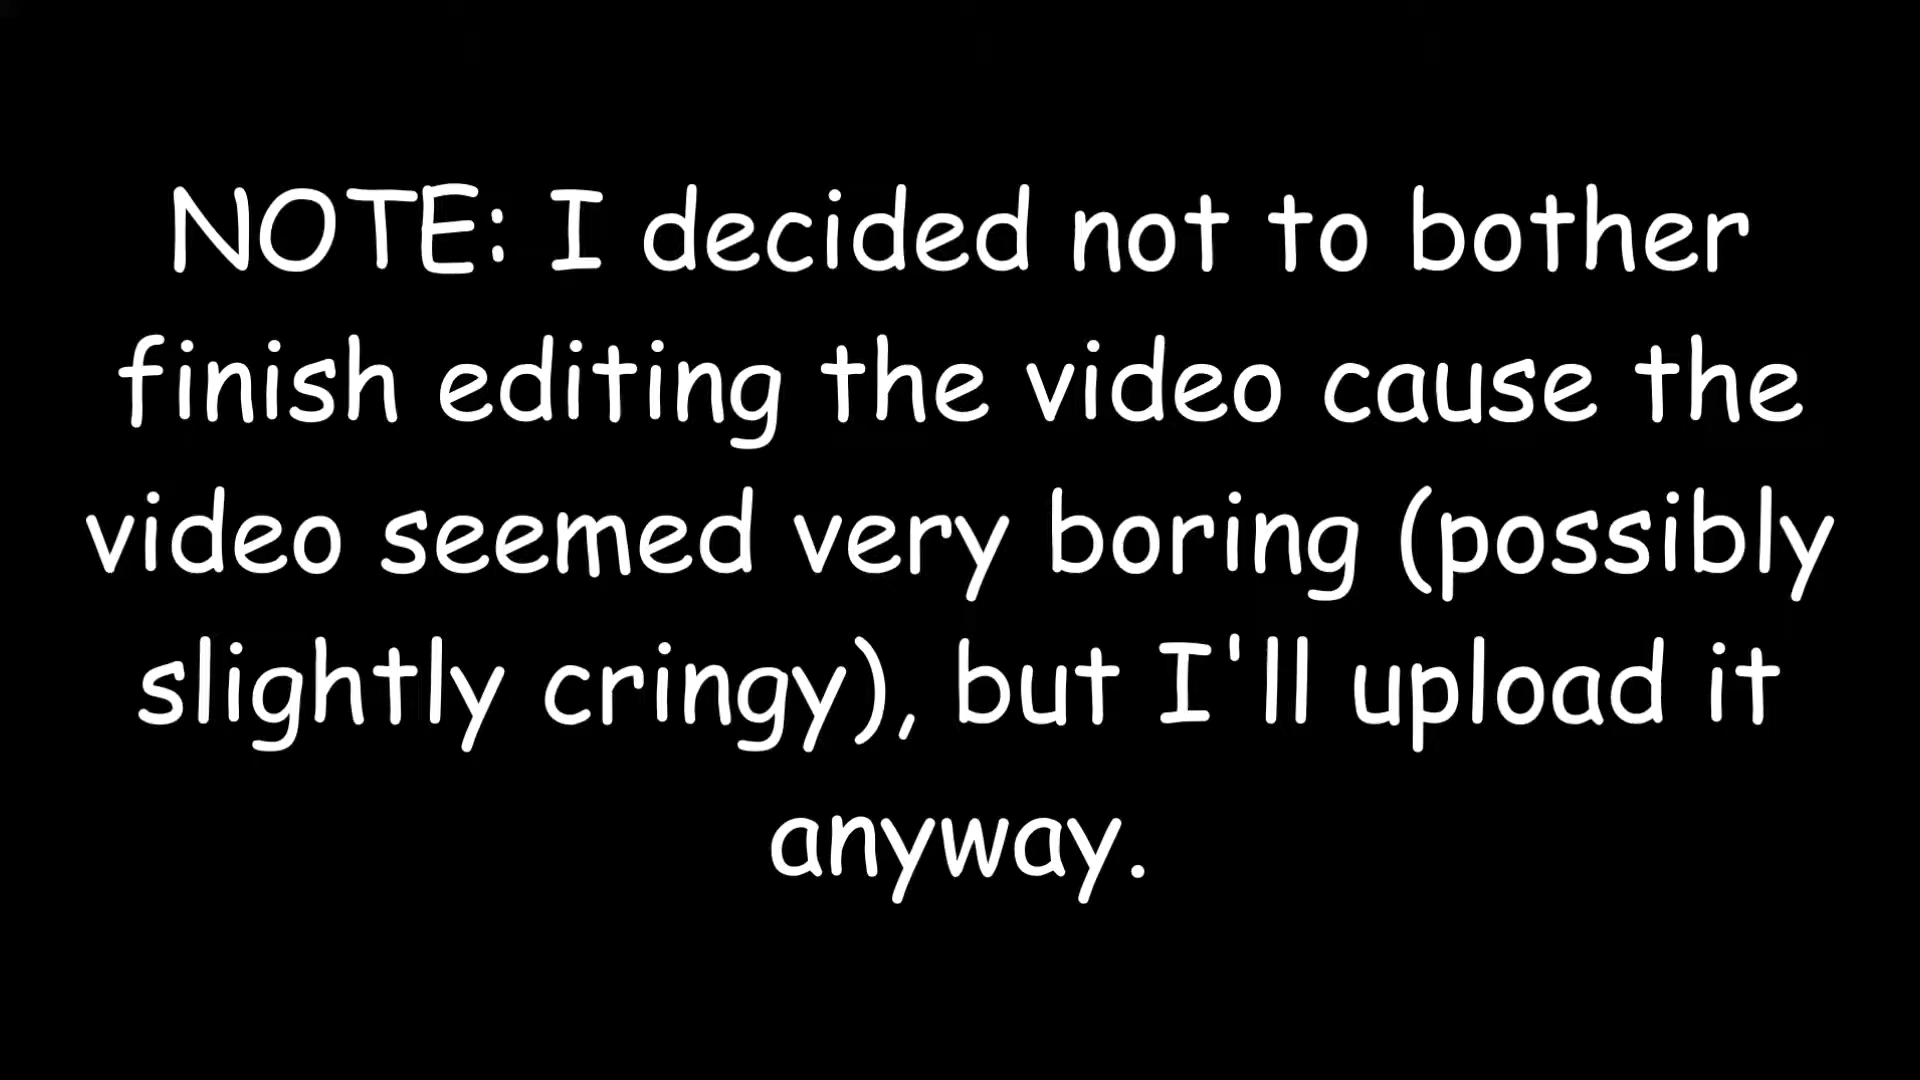 NOTE: I decided not to bother
finish editing the video cause the
video seemed very boring (possibly
slightly cringy), but I'll upload it
anyway.